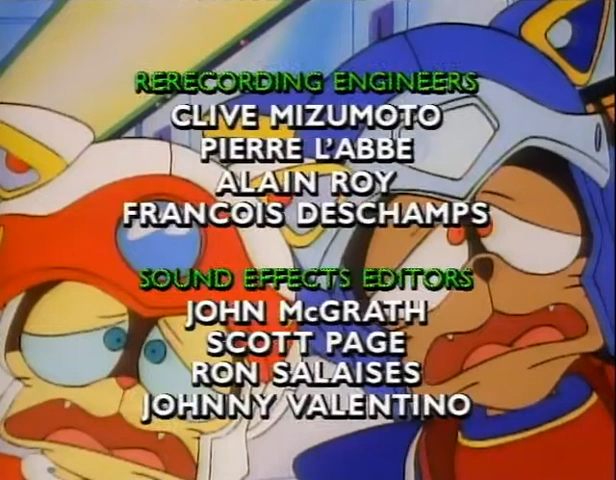 RERECORDING ENGINEERS
CLIVE MIZUMOTO
PIERRE L'ABBE
ALAIN ROY
FRANCOIS DESCHAMPS
SOUND EFFECTS EDITORS
JOHN McGRATH
SCOTT PAGE
RON SALAISES
JOHNNY VALENTINO